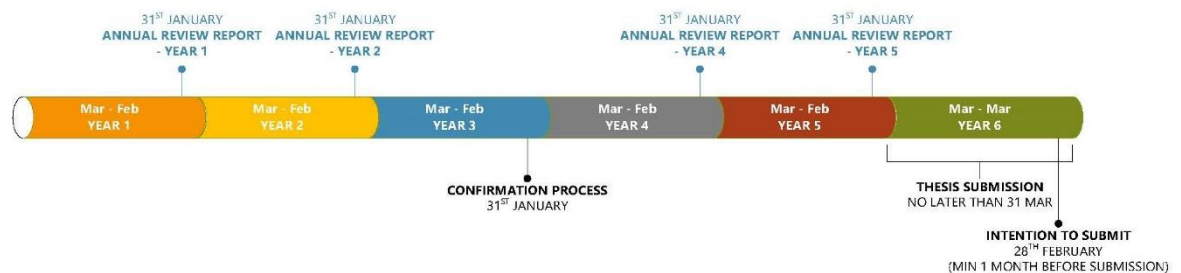 31ST JANUARY
ANNUAL REVIEW REPORT
- YEAR 1
31ST JANUARY
ANNUAL REVIEW REPORT
- YEAR 2
31ST JANUARY
ANNUAL REVIEW REPORT
- YEAR 4
31ST JANUARY
ANNUAL REVIEW REPORT
- YEAR 5
Mar - Feb
YEAR 1
Mar - Feb
YEAR 2
Mar - Feb
YEAR 3
Mar - Feb
YEAR 4
Mar - Feb
YEAR 5
Mar - Mar
YEAR 6
CONFIRMATION PROCESS
31ST JANUARY
THESIS SUBMISSION
NO LATER THAN 31 MAR
INTENTION TO SUBMIT
28TH FEBRUARY
(MIN 1 MONTH BEFORE SUBMISSION)